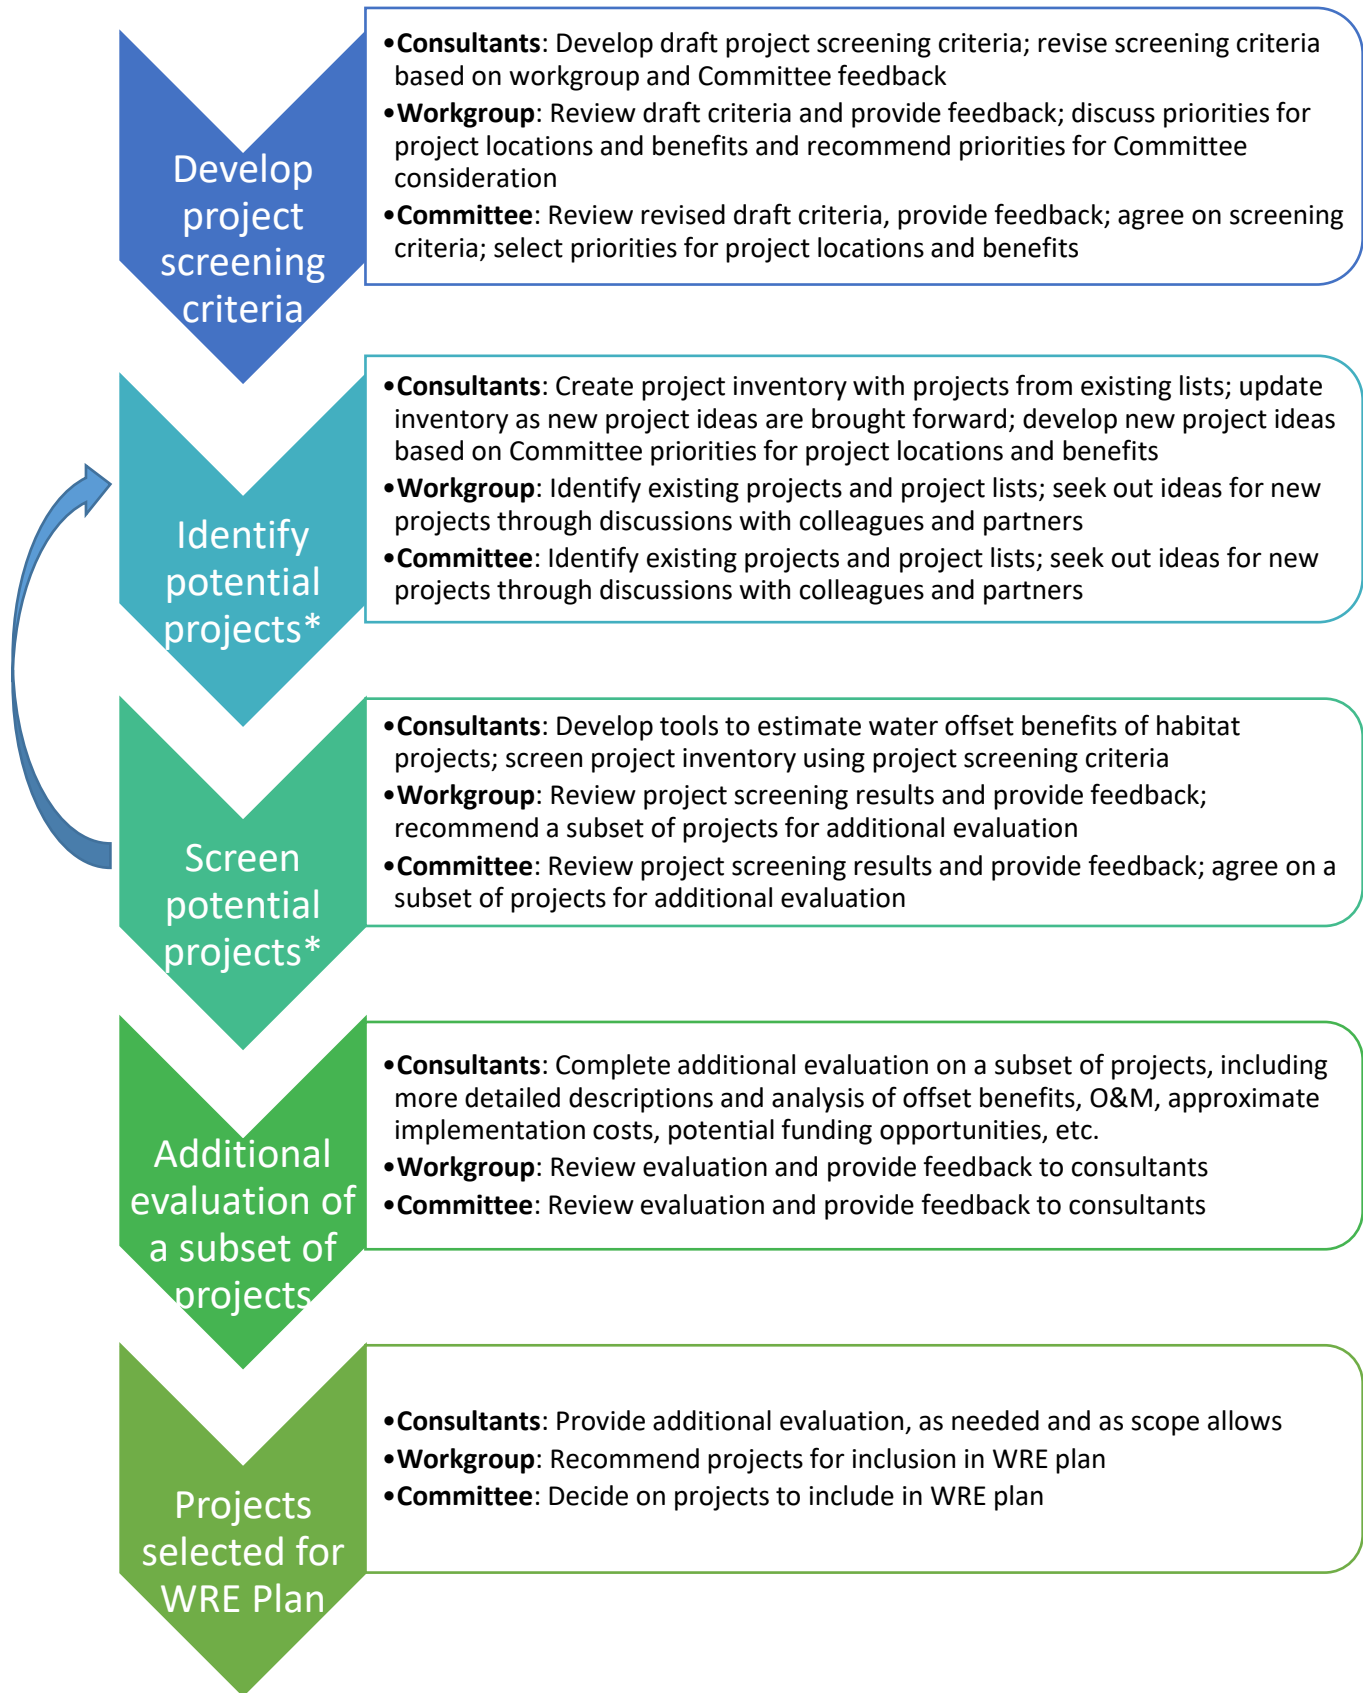 Develop
project
screening
criteria
•Consultants: Develop draft project screening criteria; revise screening criteria
based on workgroup and Committee feedback
•Workgroup: Review draft criteria and provide feedback; discuss priorities for
project locations and benefits and recommend priorities for Committee
consideration
•Committee: Review revised draft criteria, provide feedback; agree on screening
criteria; select priorities for project locations and benefits
Identify
potential
projects*
•Consultants: Create project inventory with projects from existing lists; update
inventory as new project ideas are brought forward; develop new project ideas
based on Committee priorities for project locations and benefits
•Workgroup: Identify existing projects and project lists; seek out ideas for new
projects through discussions with colleagues and partners
•Committee: Identify existing projects and project lists; seek out ideas for new
projects through discussions with colleagues and partners
Screen
potential
projects*
•Consultants: Develop tools to estimate water offset benefits of habitat
projects; screen project inventory using project screening criteria
•Workgroup: Review project screening results and provide feedback;
recommend a subset of projects for additional evaluation
•Committee: Review project screening results and provide feedback; agree on a
subset of projects for additional evaluation
Additional
evaluation of
a subset of
projects
•Consultants: Complete additional evaluation on a subset of projects, including
more detailed descriptions and analysis of offset benefits, O&M, approximate
implementation costs, potential funding opportunities, etc.
•Workgroup: Review evaluation and provide feedback to consultants
•Committee: Review evaluation and provide feedback to consultants
Projects
selected for
WRE Plan
•Consultants: Provide additional evaluation, as needed and as scope allows
•Workgroup: Recommend projects for inclusion in WRE plan
•Committee: Decide on projects to include in WRE plan